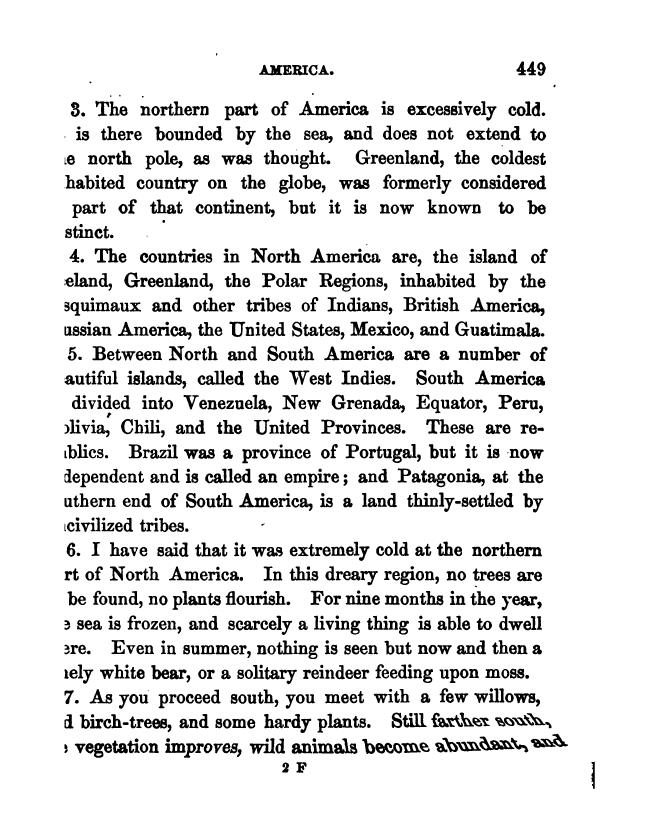 AMERICA. 449
3. The northern part of America is excessively cold.
is there bounded by the sea, and does not extend to
e north pole, as was thought. Greenland, the coldest
habited country on the globe, was formerly considered
part of that continent, but it is now known to be
stinct.
4. The countries in North America are, the island of
eland, Greenland, the Polar Regions, inhabited by the
squimaux and other tribes of Indians, British America,
ussian America, the United States, Mexico, and Guatimala.
5. Between North and South America are a number of
autiful islands, called the West Indies. South America
divided into Venezuela, New Grenada, Equator, Peru,
olivia, Chili, and the United Provinces. These are re-
blics. Brazil was a province of Portugal, but it is now
dependent and is called an empire; and Patagonia, at the
uthern end of South America, is a land thinly-settled by
civilized tribes.
6. I have said that it was extremely cold at the northern
rt of North America. In this dreary region, no trees are
be found, no plants flourish. For nine months in the year,
e sea is frozen, and scarcely a living thing is able to dwell
ere. Even in summer, nothing is seen but now and then a
nely white bear, or a solitary reindeer feeding upon moss.
7. As you proceed south, you meet with a few willows,
d birch-trees, and some hardy plants. Still farther south,
e vegetation improves, wild animals become abundant, and
2 F